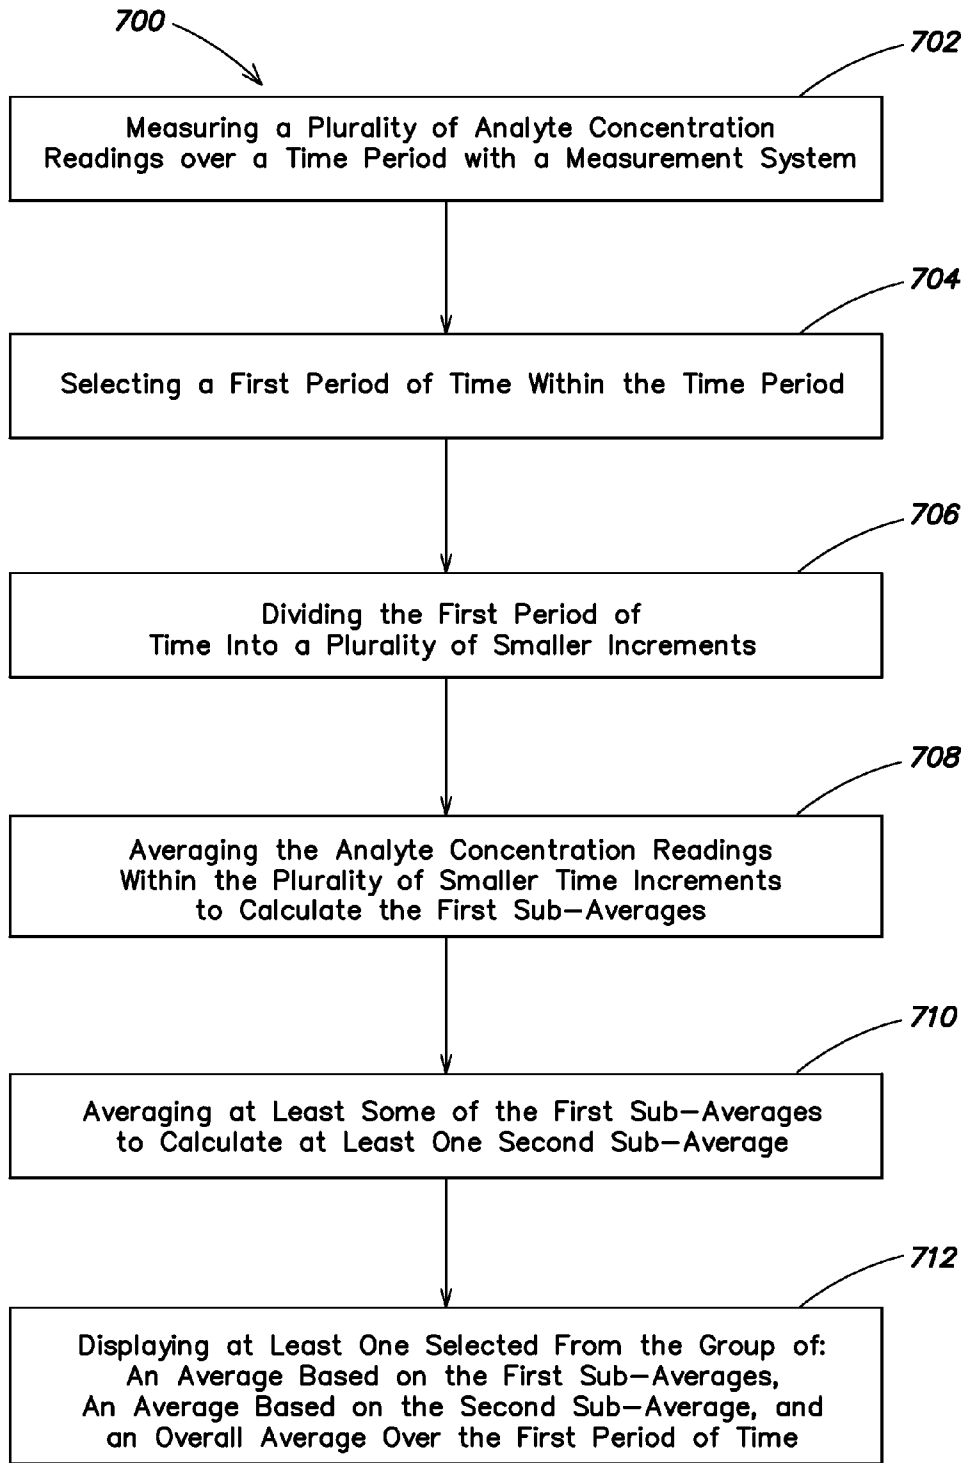 700
702
Measuring a Plurality of Analyte Concentration
Readings over a Time Period with a Measurement System
704
Selecting a First Period of Time Within the Time Period
706
Dividing the First Period of
Time Into a Plurality of Smaller Increments
708
Averaging the Analyte Concentration Readings
Within the Plurality of Smaller Time Increments
to Calculate the First Sub–Averages
710
Averaging at Least Some of the First Sub–Averages
to Calculate at Least One Second Sub–Average
712
Displaying at Least One Selected From the Group of:
An Average Based on the First Sub–Averages,
An Average Based on the Second Sub–Average, and
an Overall Average Over the First Period of Time